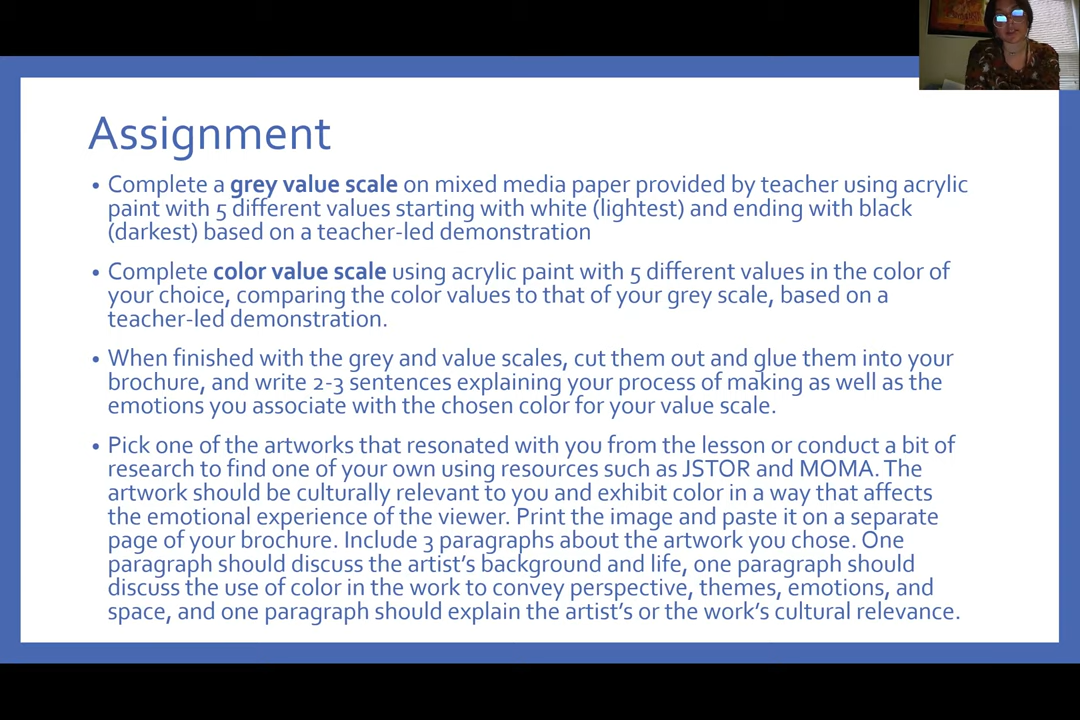 Assignment
• Complete a grey value scale on mixed media paper provided by teacher using acrylic
paint with 5 different values starting with white (lightest) and ending with black
(darkest) based on a teacher-led demonstration
• Complete color value scale using acrylic paint with 5 different values in the color of
your choice, comparing the color values to that of your grey scale, based on a
teacher-led demonstration.
• When finished with the grey and value scales, cut them out and glue them into your
brochure, and write 2-3 sentences explaining your process of making as well as the
emotions you associate with the chosen color for your value scale.
• Pick one of the artworks that resonated with you from the lesson or conduct a bit of
research to find one of your own using resources such as JSTOR and MOMA. The
artwork should be culturally relevant to you and exhibit color in a way that affects
the emotional experience of the viewer. Print the image and paste it on a separate
page of your brochure. Include 3 paragraphs about the artwork you chose. One
paragraph should discuss the artist's background and life, one paragraph should
discuss the use of color in the work to convey perspective, themes, emotions, and
space, and one paragraph should explain the artist's or the work's cultural relevance.